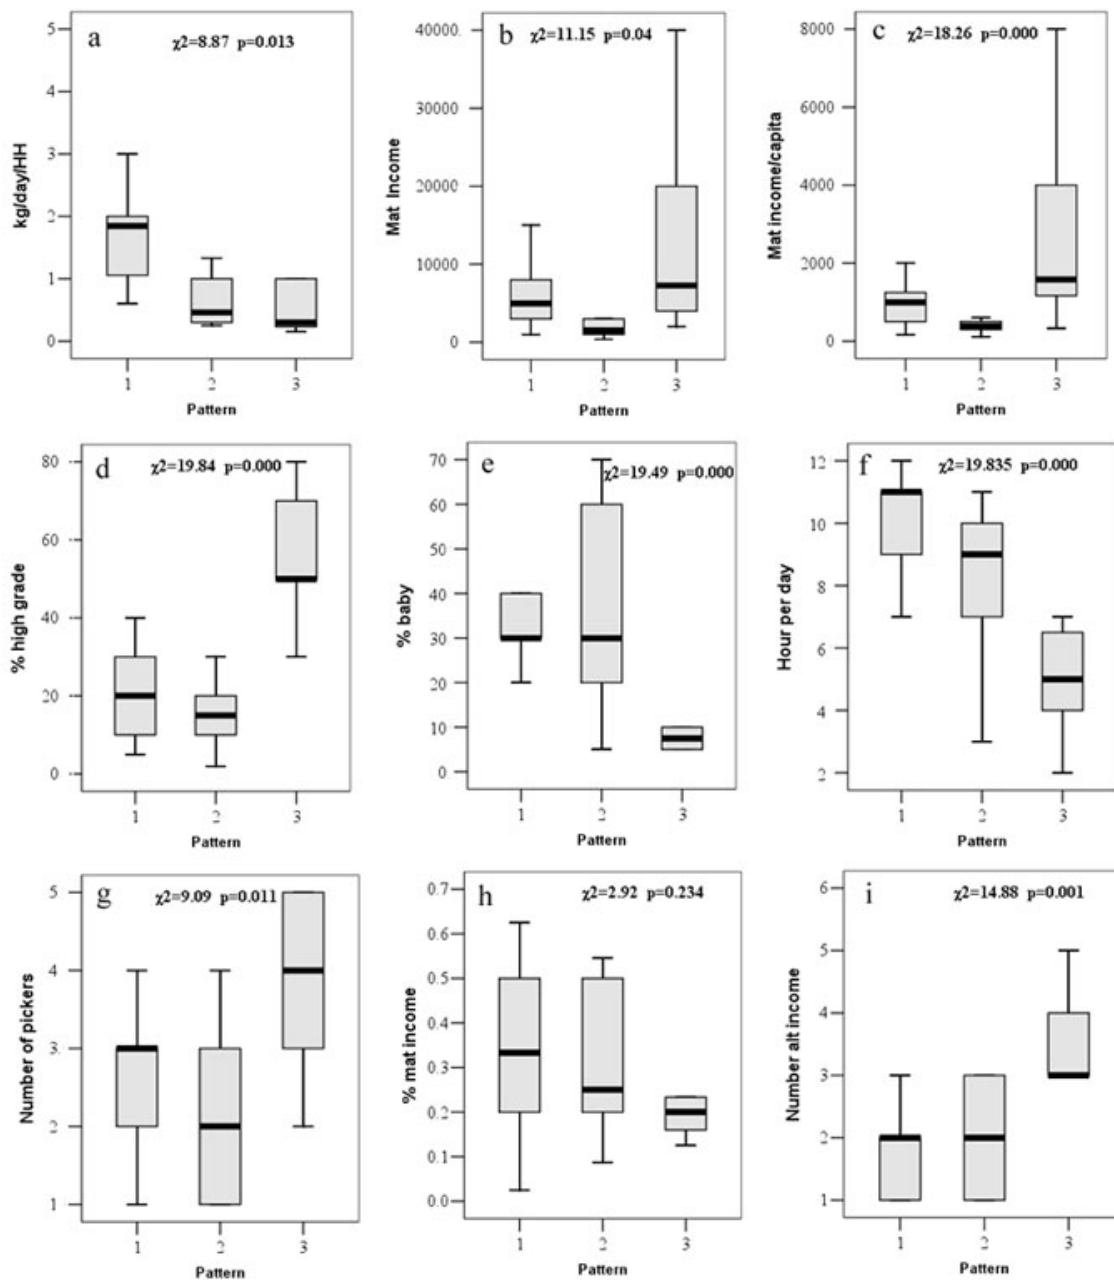 a
χ2=8.87 p=0.013
kg/day/HH
5
4
3
2
1
0
1 2 3
Pattern
b
χ2=11.15 p=0.04
Mat Income
40000
30000
20000
10000
0
1 2 3
Pattern
c
χ2=18.26 p=0.000
Mat income/capita
8000
6000
4000
2000
0
1 2 3
Pattern
d
χ2=19.84 p=0.000
% high grade
80
60
40
20
0
1 2 3
Pattern
e
χ2=19.49 p=0.000
% baby
70
60
50
40
30
20
10
0
1 2 3
Pattern
f
χ2=19.835 p=0.000
Hour per day
12
10
8
6
4
2
1 2 3
Pattern
g
χ2=9.09 p=0.011
Number of pickers
5
4
3
2
1
1 2 3
Pattern
h
χ2=2.92 p=0.234
% mat income
0.7
0.6
0.5
0.4
0.3
0.2
0.1
0.0
1 2 3
Pattern
i
χ2=14.88 p=0.001
Number alt income
6
5
4
3
2
1
1 2 3
Pattern